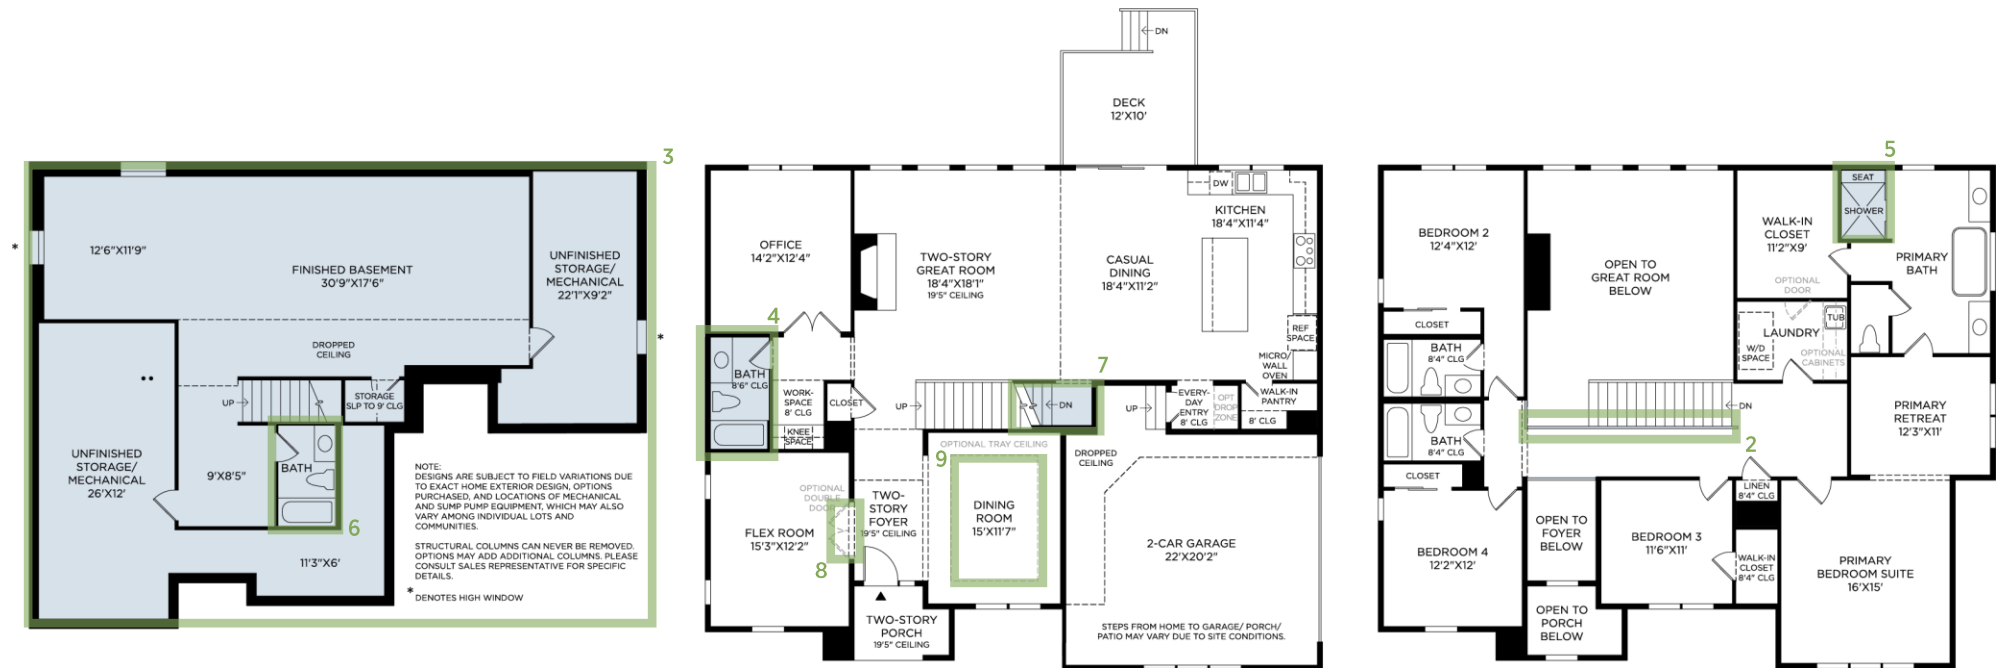 3
*
12'6"X11'9"
FINISHED BASEMENT
30'9"X17'6"
UNFINISHED
STORAGE/
MECHANICAL
22'1"X9'2"
*
DROPPED
CEILING
UP
STORAGE
SLP TO 9' CLG
UNFINISHED
STORAGE/
MECHANICAL
26'X12'
9'X8'5"
BATH
6
11'3"X6'
NOTE:
DESIGNS ARE SUBJECT TO FIELD VARIATIONS DUE
TO EXACT HOME EXTERIOR DESIGN, OPTIONS
PURCHASED, AND LOCATIONS OF MECHANICAL
AND SUMP PUMP EQUIPMENT, WHICH MAY ALSO
VARY AMONG INDIVIDUAL LOTS AND
COMMUNITIES.
STRUCTURAL COLUMNS CAN NEVER BE REMOVED.
OPTIONS MAY ADD ADDITIONAL COLUMNS. PLEASE
CONSULT SALES REPRESENTATIVE FOR SPECIFIC
DETAILS.
* DENOTES HIGH WINDOW
DN
DECK
12'X10'
DW
KITCHEN
18'4"X11'4"
OFFICE
14'2"X12'4"
TWO-STORY
GREAT ROOM
18'4"X18'1"
19'5" CEILING
CASUAL
DINING
18'4"X11'2"
REF
SPACE
MICRO/
WALL
OVEN
4
BATH
8'6" CLG
WORK-
SPACE
8' CLG
KNEE
SPACE
CLOSET
UP
7
DN
UP
EVERY-
DAY
ENTRY
8' CLG
OPT
DROP
ZONE
WALK-IN
PANTRY
8' CLG
OPTIONAL TRAY CEILING
9
DROPPED
CEILING
OPTIONAL
DOUBLE
DOOR
FLEX ROOM
15'3"X12'2"
8
TWO-
STORY
FOYER
19'5" CEILING
DINING
ROOM
15'X11'7"
2-CAR GARAGE
22'X20'2"
TWO-STORY
PORCH
19'5" CEILING
STEPS FROM HOME TO GARAGE/ PORCH/
PATIO MAY VARY DUE TO SITE CONDITIONS.
5
SEAT
SHOWER
BEDROOM 2
12'4"X12'
OPEN TO
GREAT ROOM
BELOW
WALK-IN
CLOSET
11'2"X9'
OPTIONAL
DOOR
PRIMARY
BATH
CLOSET
BATH
8'4" CLG
LAUNDRY
TUB
W/D
SPACE
OPTIONAL
CABINETS
BATH
8'4" CLG
DN
2
PRIMARY
RETREAT
12'3"X11'
CLOSET
LINEN
8'4" CLG
OPEN TO
FOYER
BELOW
BEDROOM 3
11'6"X11'
WALK-IN
CLOSET
8'4" CLG
BEDROOM 4
12'2"X12'
PRIMARY
BEDROOM SUITE
16'X15'
OPEN TO
PORCH
BELOW